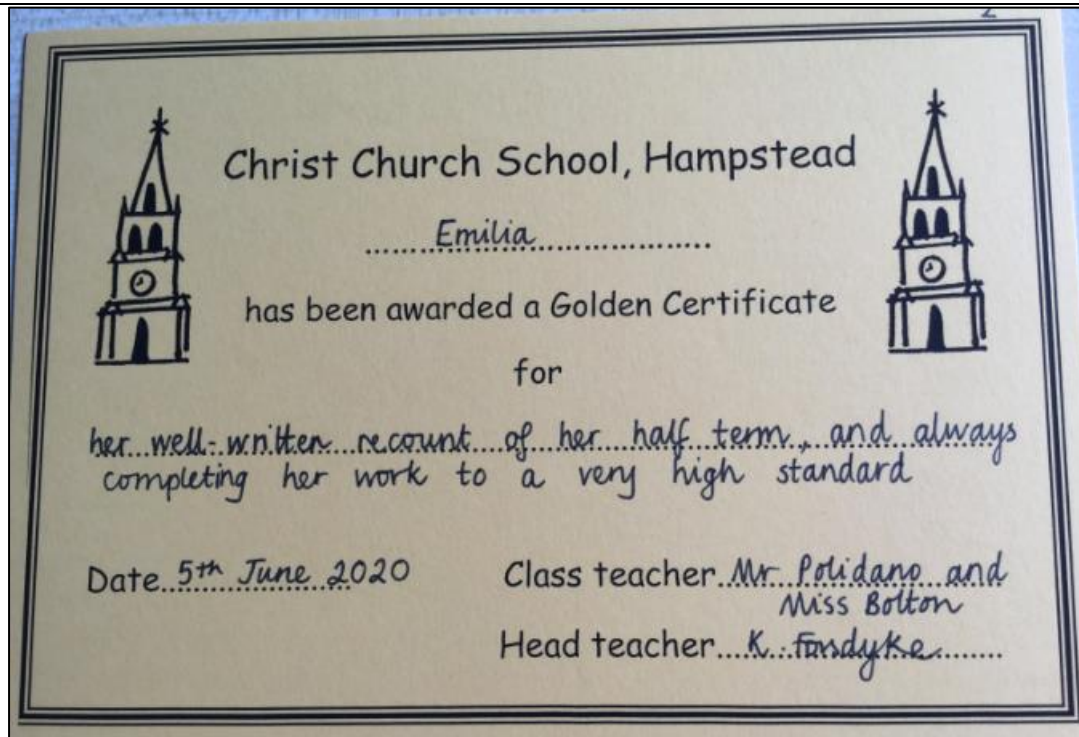 Christ Church School, Hampstead
Emilia
has been awarded a Golden Certificate
for
her well-written recount of her half term, and always
completing her work to a very high standard
Date 5th June 2020 Class teacher Mr Polidano and
Miss Bolton
Head teacher K.